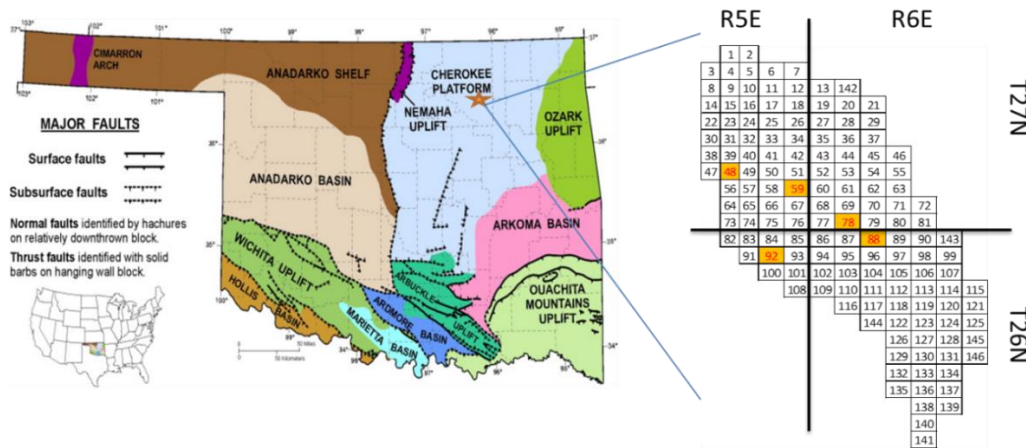 103° 102° 97°
37°
CIMARRON
ARCH
ANADARKO SHELF
CHEROKEE
PLATFORM
NEMAHA
UPLIFT
OZARK
UPLIFT
103°
102°
101°
100°
MAJOR FAULTS
Surface faults
Subsurface faults
Normal faults identified by hachures
on relatively downthrown block.
Thrust faults identified with solid
barbs on hanging wall block.
ANADARKO BASIN
ARKOMA BASIN
WICHITA UPLIFT
HOLLIS
BASIN
ARBUCKLE
UPLIFT
ARDMORE
BASIN
MARIETTA
BASIN
OUACHITA
MOUNTAINS
UPLIFT
0 50 Miles
0 50 Kilometers
R5E R6E
T27N
T26N
1 2
3 4 5 6 7
8 9 10 11 12 13 142
14 15 16 17 18 19 20 21
22 23 24 25 26 27 28 29
30 31 32 33 34 35 36 37
38 39 40 41 42 43 44 45 46
47 48 49 50 51 52 53 54 55
56 57 58 59 60 61 62 63
64 65 66 67 68 69 70 71 72
73 74 75 76 77 78 79 80 81
82 83 84 85 86 87 88 89 90 143
91 92 93 94 95 96 97 98 99
100 101 102 103 104 105 106 107
108 109 110 111 112 113 114 115
116 117 118 119 120 121
144 122 123 124 125
126 127 128 145
129 130 131 146
132 133 134
135 136 137
138 139
140
141